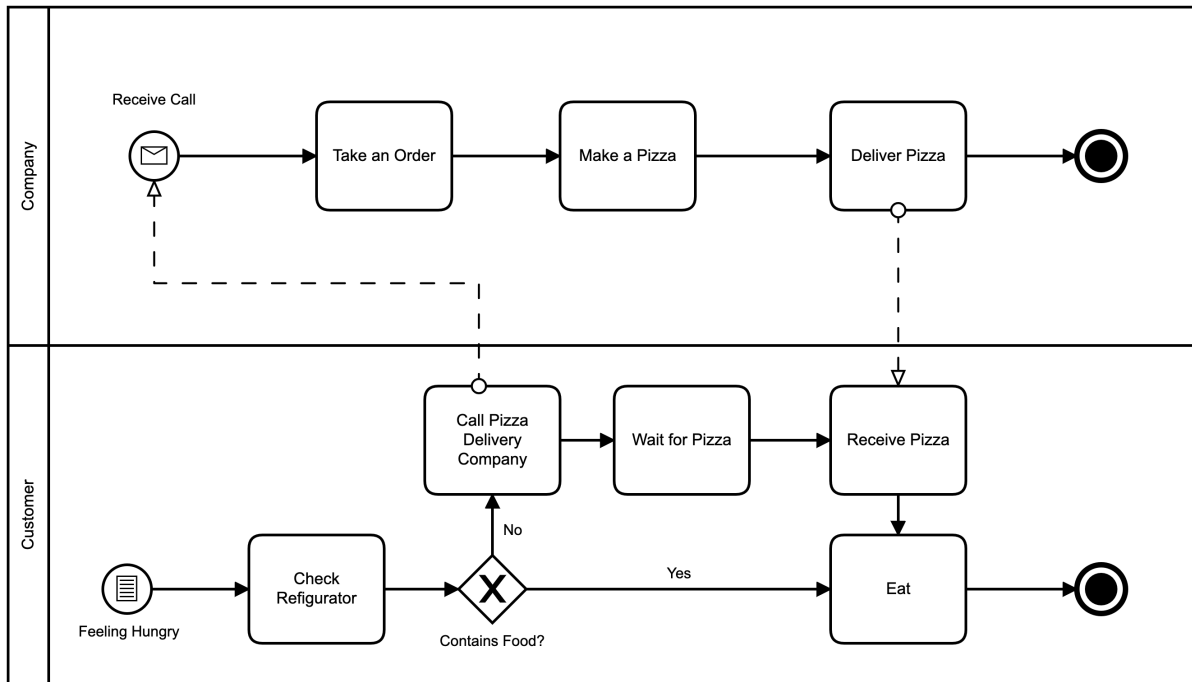 Company
Receive Call
Take an Order
Make a Pizza
Deliver Pizza
Customer
Call Pizza
Delivery
Company
Wait for Pizza
Receive Pizza
No
Feeling Hungry
Check
Refigurator
Contains Food?
Yes
Eat